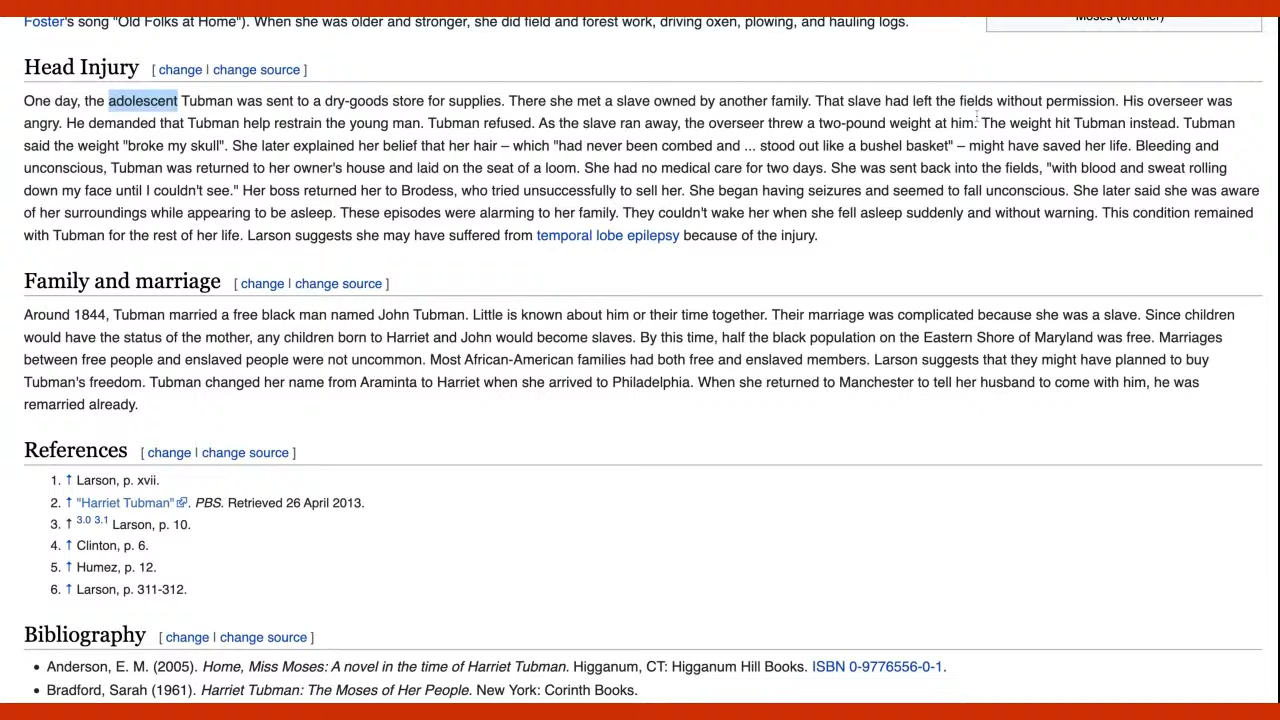 Foster's song "Old Folks at Home"). When she was older and stronger, she did field and forest work, driving oxen, plowing, and hauling logs.
Moses (brother)
Head Injury [ change | change source ]
One day, the adolescent Tubman was sent to a dry-goods store for supplies. There she met a slave owned by another family. That slave had left the fields without permission. His overseer was
angry. He demanded that Tubman help restrain the young man. Tubman refused. As the slave ran away, the overseer threw a two-pound weight at him. The weight hit Tubman instead. Tubman
said the weight "broke my skull". She later explained her belief that her hair – which "had never been combed and ... stood out like a bushel basket" – might have saved her life. Bleeding and
unconscious, Tubman was returned to her owner's house and laid on the seat of a loom. She had no medical care for two days. She was sent back into the fields, "with blood and sweat rolling
down my face until I couldn't see." Her boss returned her to Brodess, who tried unsuccessfully to sell her. She began having seizures and seemed to fall unconscious. She later said she was aware
of her surroundings while appearing to be asleep. These episodes were alarming to her family. They couldn't wake her when she fell asleep suddenly and without warning. This condition remained
with Tubman for the rest of her life. Larson suggests she may have suffered from temporal lobe epilepsy because of the injury.
Family and marriage [ change | change source ]
Around 1844, Tubman married a free black man named John Tubman. Little is known about him or their time together. Their marriage was complicated because she was a slave. Since children
would have the status of the mother, any children born to Harriet and John would become slaves. By this time, half the black population on the Eastern Shore of Maryland was free. Marriages
between free people and enslaved people were not uncommon. Most African-American families had both free and enslaved members. Larson suggests that they might have planned to buy
Tubman's freedom. Tubman changed her name from Araminta to Harriet when she arrived to Philadelphia. When she returned to Manchester to tell her husband to come with him, he was
remarried already.
References [ change | change source ]
1. ↑ Larson, p. xvii.
2. ↑ "Harriet Tubman". PBS. Retrieved 26 April 2013.
3. ↑ 3.0 3.1 Larson, p. 10.
4. ↑ Clinton, p. 6.
5. ↑ Humez, p. 12.
6. ↑ Larson, p. 311-312.
Bibliography [ change | change source ]
• Anderson, E. M. (2005). Home, Miss Moses: A novel in the time of Harriet Tubman. Higganum, CT: Higganum Hill Books. ISBN 0-9776556-0-1.
• Bradford, Sarah (1961). Harriet Tubman: The Moses of Her People. New York: Corinth Books.